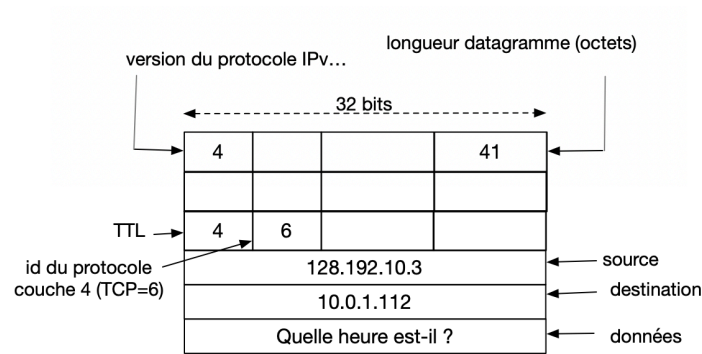 longueur datagramme (octets)
version du protocole IPv...
32 bits
4 41
TTL 4 6
id du protocole
couche 4 (TCP=6)
128.192.10.3 source
10.0.1.112 destination
Quelle heure est-il ? données